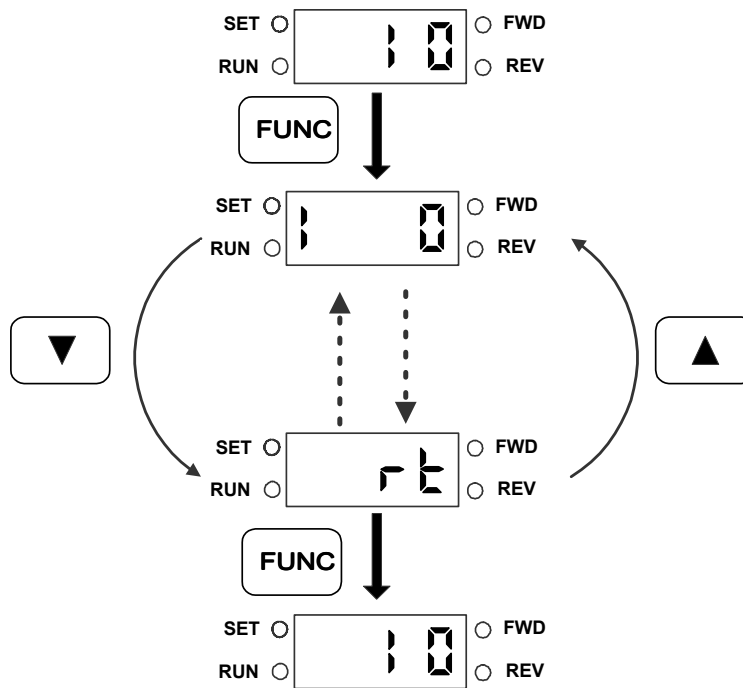 SET FWD
10
RUN REV
FUNC
SET FWD
1 0
RUN REV
▼ ▲
SET FWD
rt
RUN REV
FUNC
SET FWD
10
RUN REV